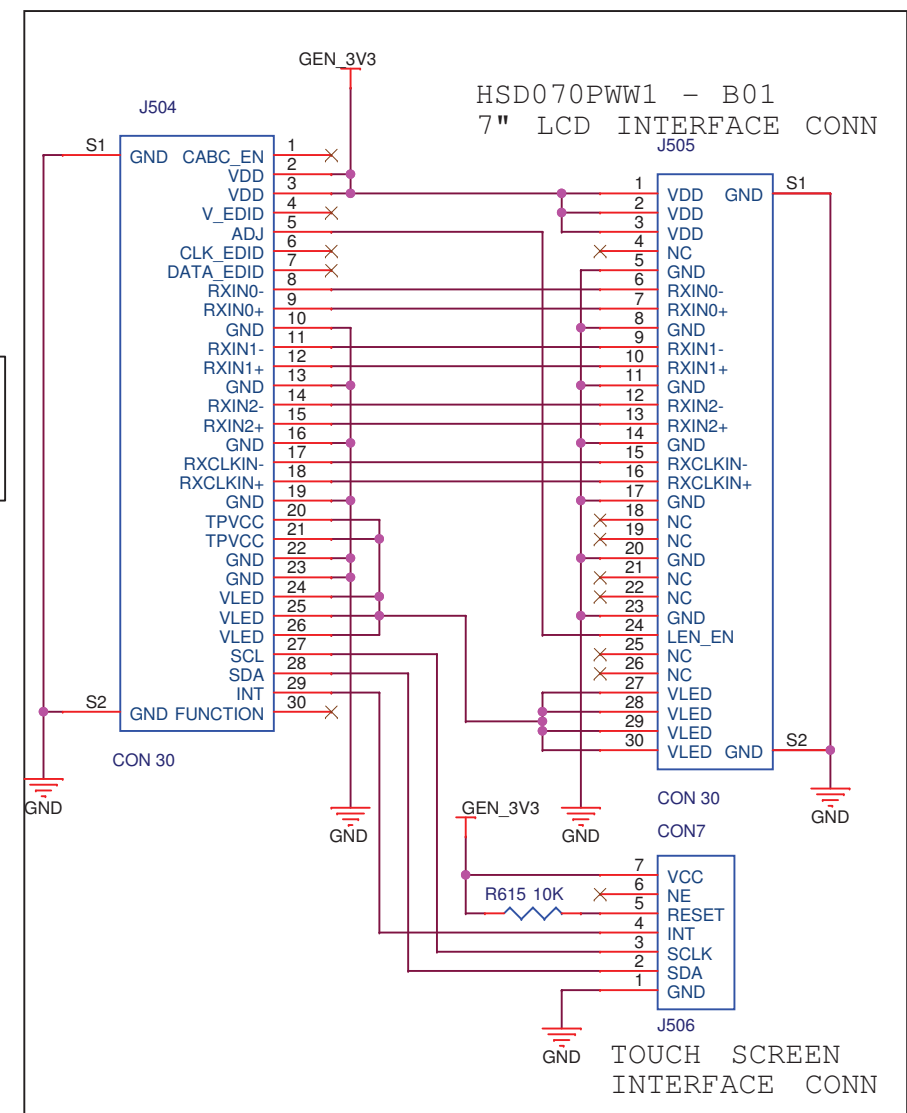 GEN_3V3
HSD070PWW1 - B01
7" LCD INTERFACE CONN
J504
S1 GND CABC_EN 1
VDD 2
VDD 3
V_EDID 4
ADJ 5
CLK_EDID 6
DATA_EDID 7
RXIN0- 8
RXIN0+ 9
GND 10
RXIN1- 11
RXIN1+ 12
GND 13
RXIN2- 14
RXIN2+ 15
GND 16
RXCLKIN- 17
RXCLKIN+ 18
GND 19
TPVCC 20
TPVCC 21
GND 22
GND 23
VLED 24
VLED 25
VLED 26
SCL 27
SDA 28
INT 29
S2 GND FUNCTION 30
CON 30
GND
GND
J505
1 VDD GND S1
2 VDD
3 VDD
4 NC
5 GND
6 RXIN0-
7 RXIN0+
8 GND
9 RXIN1-
10 RXIN1+
11 GND
12 RXIN2-
13 RXIN2+
14 GND
15 RXCLKIN-
16 RXCLKIN+
17 GND
18 NC
19 NC
20 GND
21 NC
22 NC
23 GND
24 LEN_EN
25 NC
26 NC
27 VLED
28 VLED
29 VLED
30 VLED GND S2
CON 30
GND
GND
GEN_3V3
CON7
R615 10K
7 VCC
6 NE
5 RESET
4 INT
3 SCLK
2 SDA
1 GND
J506
GND
TOUCH SCREEN
INTERFACE CONN